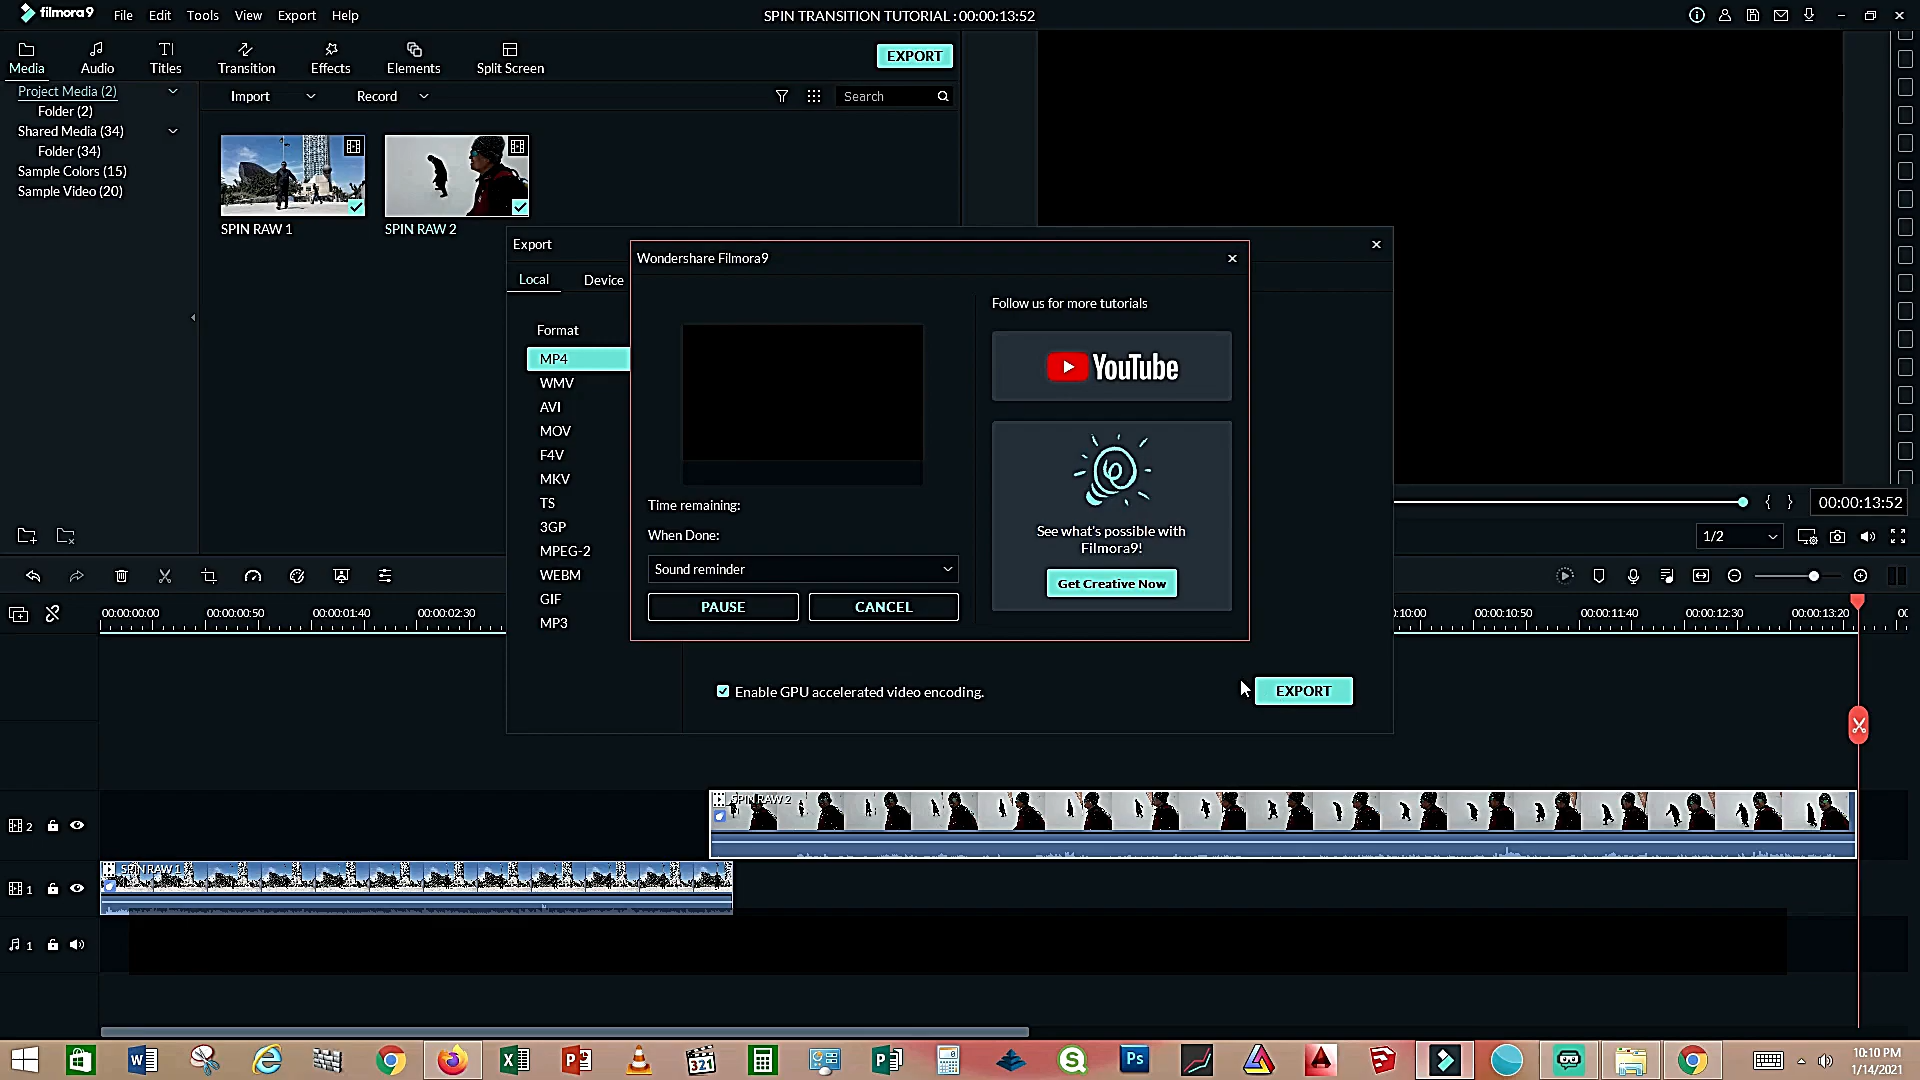 filmora9
File Edit Tools View Export Help
SPIN TRANSITION TUTORIAL : 00:00:13:52
Media
Audio
Titles
Transition
Effects
Elements
Split Screen
EXPORT
Project Media (2)
Folder (2)
Shared Media (34)
Folder (34)
Sample Colors (15)
Sample Video (20)
Import
Record
Search
SPIN RAW 1
SPIN RAW 2
Export
Local
Device
Format
MP4
WMV
AVI
MOV
F4V
MKV
TS
3GP
MPEG-2
WEBM
GIF
MP3
Wondershare Filmora9
Time remaining:
When Done:
Sound reminder
PAUSE
CANCEL
Follow us for more tutorials
YouTube
See what's possible with
Filmora9!
Get Creative Now
Enable GPU accelerated video encoding.
EXPORT
{ }
00:00:13:52
1/2
00:00:00:00
00:00:00:50
00:00:01:40
00:00:02:30
:10:00
00:00:10:50
00:00:11:40
00:00:12:30
00:00:13:20
2
SPIN RAW 2
1
SPIN RAW 1
1
321
Ps
10:10 PM
1/14/2021